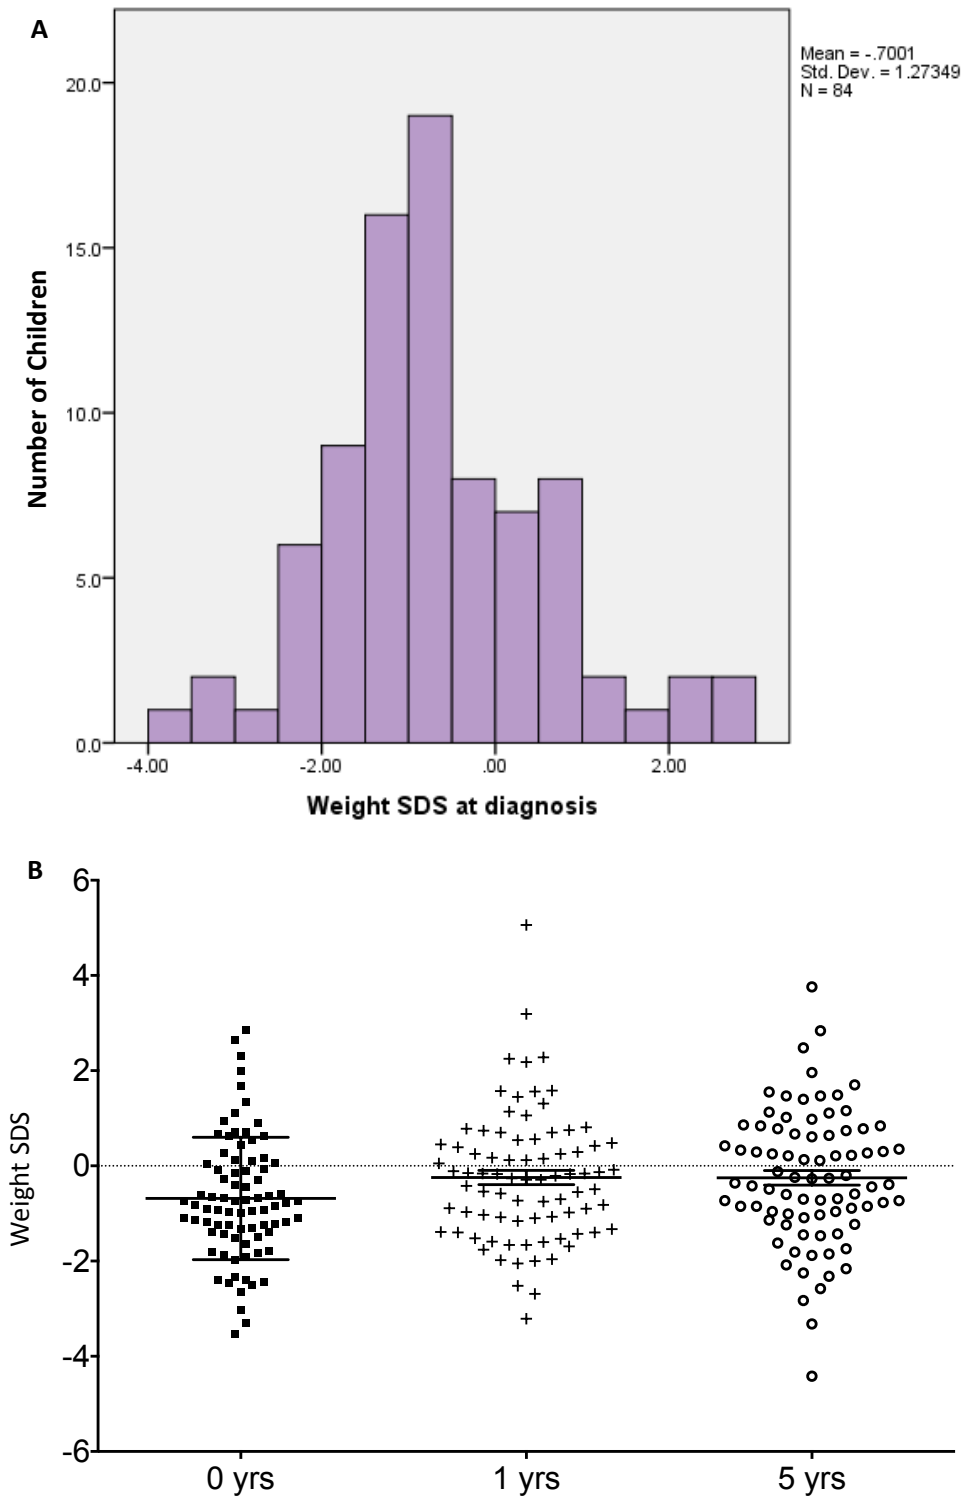 A
Mean = -.7001
Std. Dev. = 1.27349
N = 84
20.0
15.0
10.0
5.0
0.0
Number of Children
-4.00 -2.00 .00 2.00
Weight SDS at diagnosis
B
6
4
2
0
-2
-4
-6
Weight SDS
0 yrs 1 yrs 5 yrs